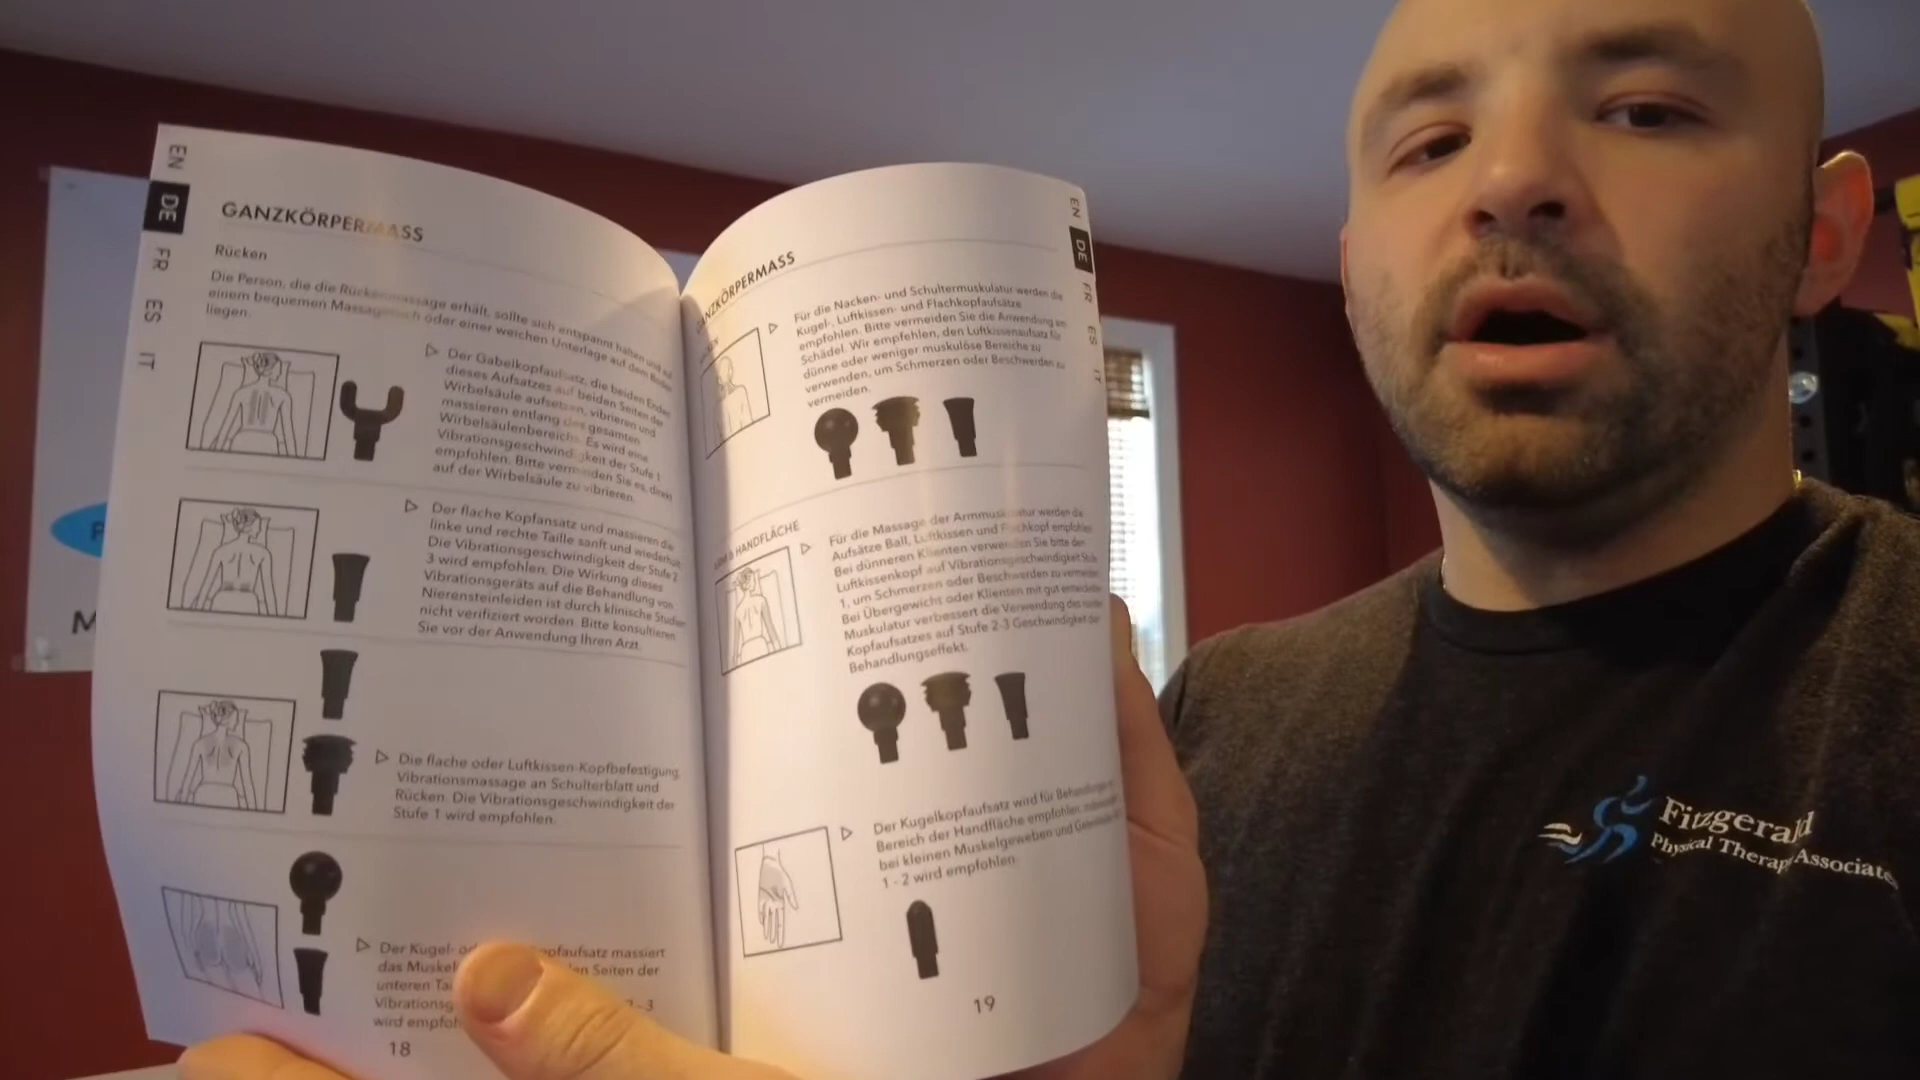 EN
DE
FR
ES
IT
GANZKÖRPERMASS
Rücken
Die Person, die die Rückenmassage erhält, sollte sich entspannt halten und auf
einem bequemen Massagetisch oder einer weichen Unterlage auf dem Boden
liegen.
Der Gabelkopfaufsatz, die beiden Enden
dieses Aufsatzes auf beiden Seiten der
Wirbelsäule aufsetzen, vibrieren und
massieren entlang des gesamten
Wirbelsäulenbereichs. Es wird eine
Vibrationsgeschwindigkeit der Stufe 1
empfohlen. Bitte vermeiden Sie es, direkt
auf der Wirbelsäule zu vibrieren.
Der flache Kopfansatz und massieren die
linke und rechte Taille sanft und wiederholt
Die Vibrationsgeschwindigkeit der Stufe 2
3 wird empfohlen. Die Wirkung dieses
Vibrationsgeräts auf die Behandlung von
Nierensteinleiden ist durch klinische Studien
nicht verifiziert worden. Bitte konsultieren
Sie vor der Anwendung Ihren Arzt.
Die flache oder Luftkissen-Kopfbefestigung
Vibrationsmassage an Schulterblatt und
Rücken. Die Vibrationsgeschwindigkeit der
Stufe 1 wird empfohlen.
Der Kugel- opfaufsatz massiert
das Seiten der
unteren
2 - 3
wird
18
EN
DE
FR
ES
IT
GANZKÖRPERMASS
Für die Nacken- und Schultermuskulatur werden die
Kugel-, Luftkissen- und Flachkopfaufsätze
empfohlen. Bitte vermeiden Sie die Anwendung am
Schädel. Wir empfehlen, den Luftkissenaufsatz für
dünne oder weniger muskulöse Bereiche zu
verwenden, um Schmerzen oder Beschwerden zu
vermeiden.
& HANDFLÄCHE
Für die Massage der Armmuskulatur werden die
Aufsätze Ball, Luftkissen und Flachkopf empfohlen
Bei dünneren Klienten verwenden Sie bitte den
Luftkissenkopf auf Vibrationsgeschwindigkeit Stufe
1, um Schmerzen oder Beschwerden zu vermeiden.
Bei Übergewicht oder Klienten mit gut entwickelter
Muskulatur verbessert die Verwendung des runden
Kopfaufsatzes auf Stufe 2-3 Geschwindigkeit den
Behandlungseffekt.
Der Kugelkopfaufsatz wird für Behandlungen
Bereich der Handfläche empfohlen,
bei kleinen Muskelgeweben und
1 - 2 wird empfohlen.
19
Fitzgerald
Physical Therapy Associates